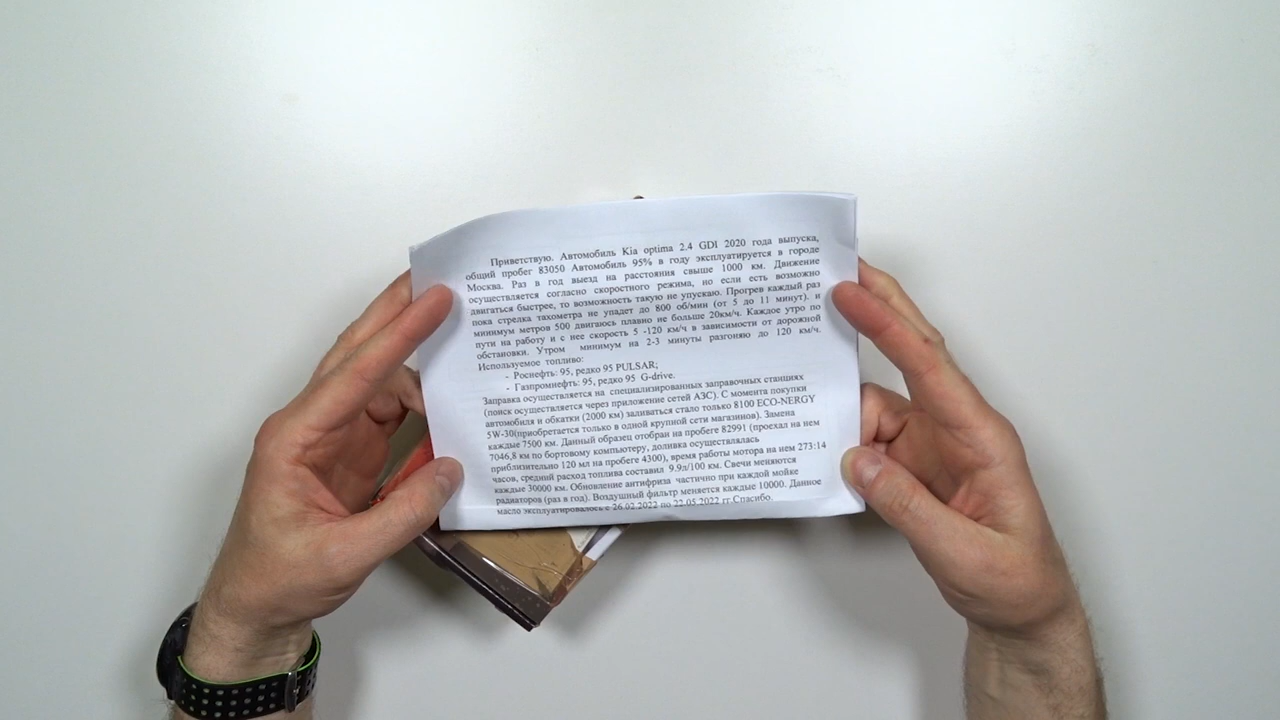 Приветствую. Автомобиль Kia optima 2.4 GDI 2020 года выпуска,
общий пробег 83050 Автомобиль 95% в году эксплуатируется в городе
Москва. Раз в год выезд на расстояния свыше 1000 км. Движение
осуществляется согласно скоростного режима, но если есть возможно
двигаться быстрее, то возможность такую не упускаю. Прогрев каждый раз
пока стрелка тахометра не упадет до 800 об/мин (от 5 до 11 минут). и
минимум метров 500 двигаюсь плавно не больше 20км/ч. Каждое утро по
пути на работу и с нее скорость 5 -120 км/ч в зависимости от дорожной
обстановки. Утром минимум на 2-3 минуты разгоняю до 120 км/ч.
Используемое топливо:
- Роснефть: 95, редко 95 PULSAR;
- Газпромнефть: 95, редко 95 G-drive.
Заправка осуществляется на специализированных заправочных станциях
(поиск осуществляется через приложение сетей АЗС). С момента покупки
автомобиля и обкатки (2000 км) заливаться стало только 8100 ECO-NERGY
5W-30(приобретается только в одной крупной сети магазинов). Замена
каждые 7500 км. Данный образец отобран на пробеге 82991 (проехал на нем
7046,8 км по бортовому компьютеру, доливка осуществлялась
приблизительно 120 мл на пробеге 4300), время работы мотора на нем 273:14
часов, средний расход топлива составил 9.9л/100 км. Свечи меняются
каждые 30000 км. Обновление антифриза частично при каждой мойке
радиаторов (раз в год). Воздушный фильтр меняется каждые 10000. Данное
масло эксплуатировалось с 26.02.2022 по 22.05.2022 гг.Спасибо.